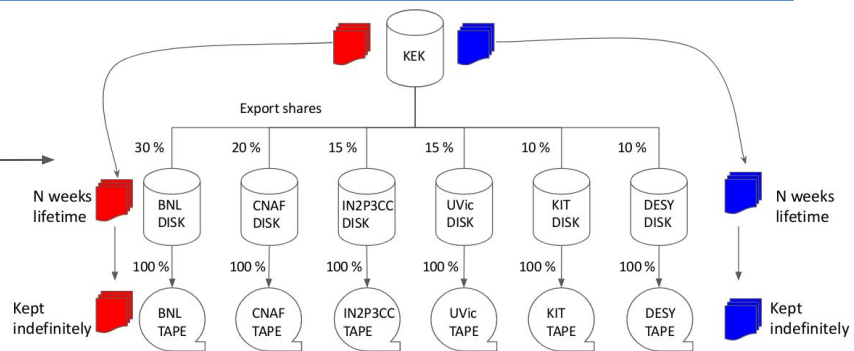 KEK
Export shares
30 %
20 %
15 %
15 %
10 %
10 %
N weeks
lifetime
BNL
DISK
CNAF
DISK
IN2P3CC
DISK
UVic
DISK
KIT
DISK
DESY
DISK
N weeks
lifetime
100 %
100 %
100 %
100 %
100 %
100 %
Kept
indefinitely
BNL
TAPE
CNAF
TAPE
IN2P3CC
TAPE
UVic
TAPE
KIT
TAPE
DESY
TAPE
Kept
indefinitely